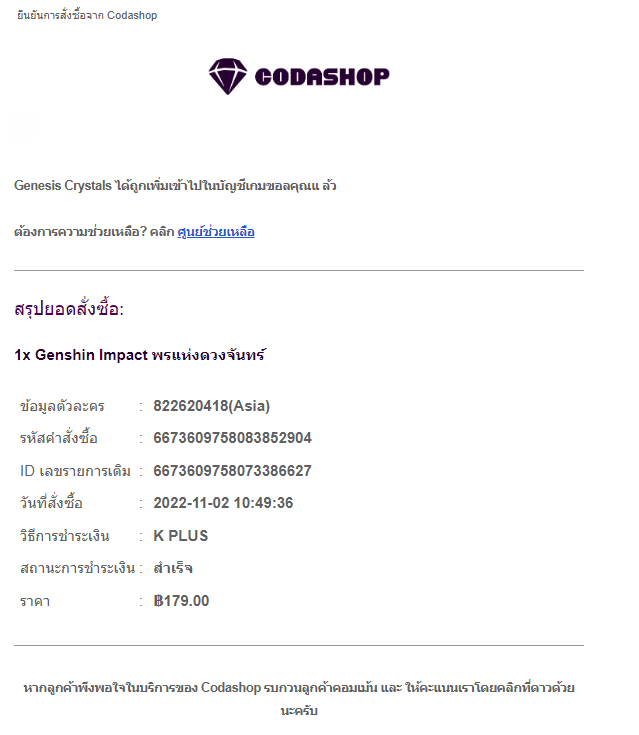 ยืนยันการสั่งซื้อจาก Codashop
CODASHOP
Genesis Crystals ได้ถูกเพิ่มเข้าไปในบัญชีเกมขอลคุณแ ล้ว
ต้องการความช่วยเหลือ? คลิก ศูนย์ช่วยเหลือ
สรุปยอดสั่งซื้อ:
1x Genshin Impact พรแห่งดวงจันทร์
ข้อมูลตัวละคร : 822620418(Asia)
รหัสคำสั่งซื้อ : 6673609758083852904
ID เลขรายการเติม : 6673609758073386627
วันที่สั่งซื้อ : 2022-11-02 10:49:36
วิธีการชำระเงิน : K PLUS
สถานะการชำระเงิน : สำเร็จ
ราคา : ฿179.00
หากลูกค้าพึงพอใจในบริการของ Codashop รบกวนลูกค้าคอมเม้น และ ให้คะแนนเราโดยคลิกที่ดาวด้วย
นะครับ